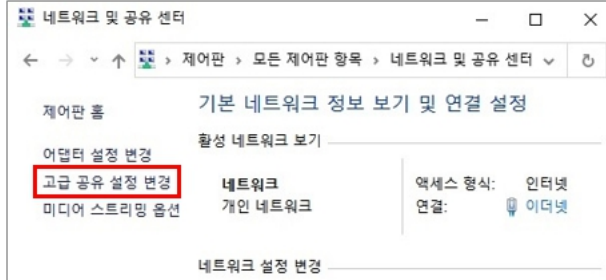 네트워크 및 공유 센터
제어판 › 모든 제어판 항목 › 네트워크 및 공유 센터
제어판 홈
어댑터 설정 변경
고급 공유 설정 변경
미디어 스트리밍 옵션
기본 네트워크 정보 보기 및 연결 설정
활성 네트워크 보기
네트워크 액세스 형식: 인터넷
개인 네트워크 연결: 이더넷
네트워크 설정 변경